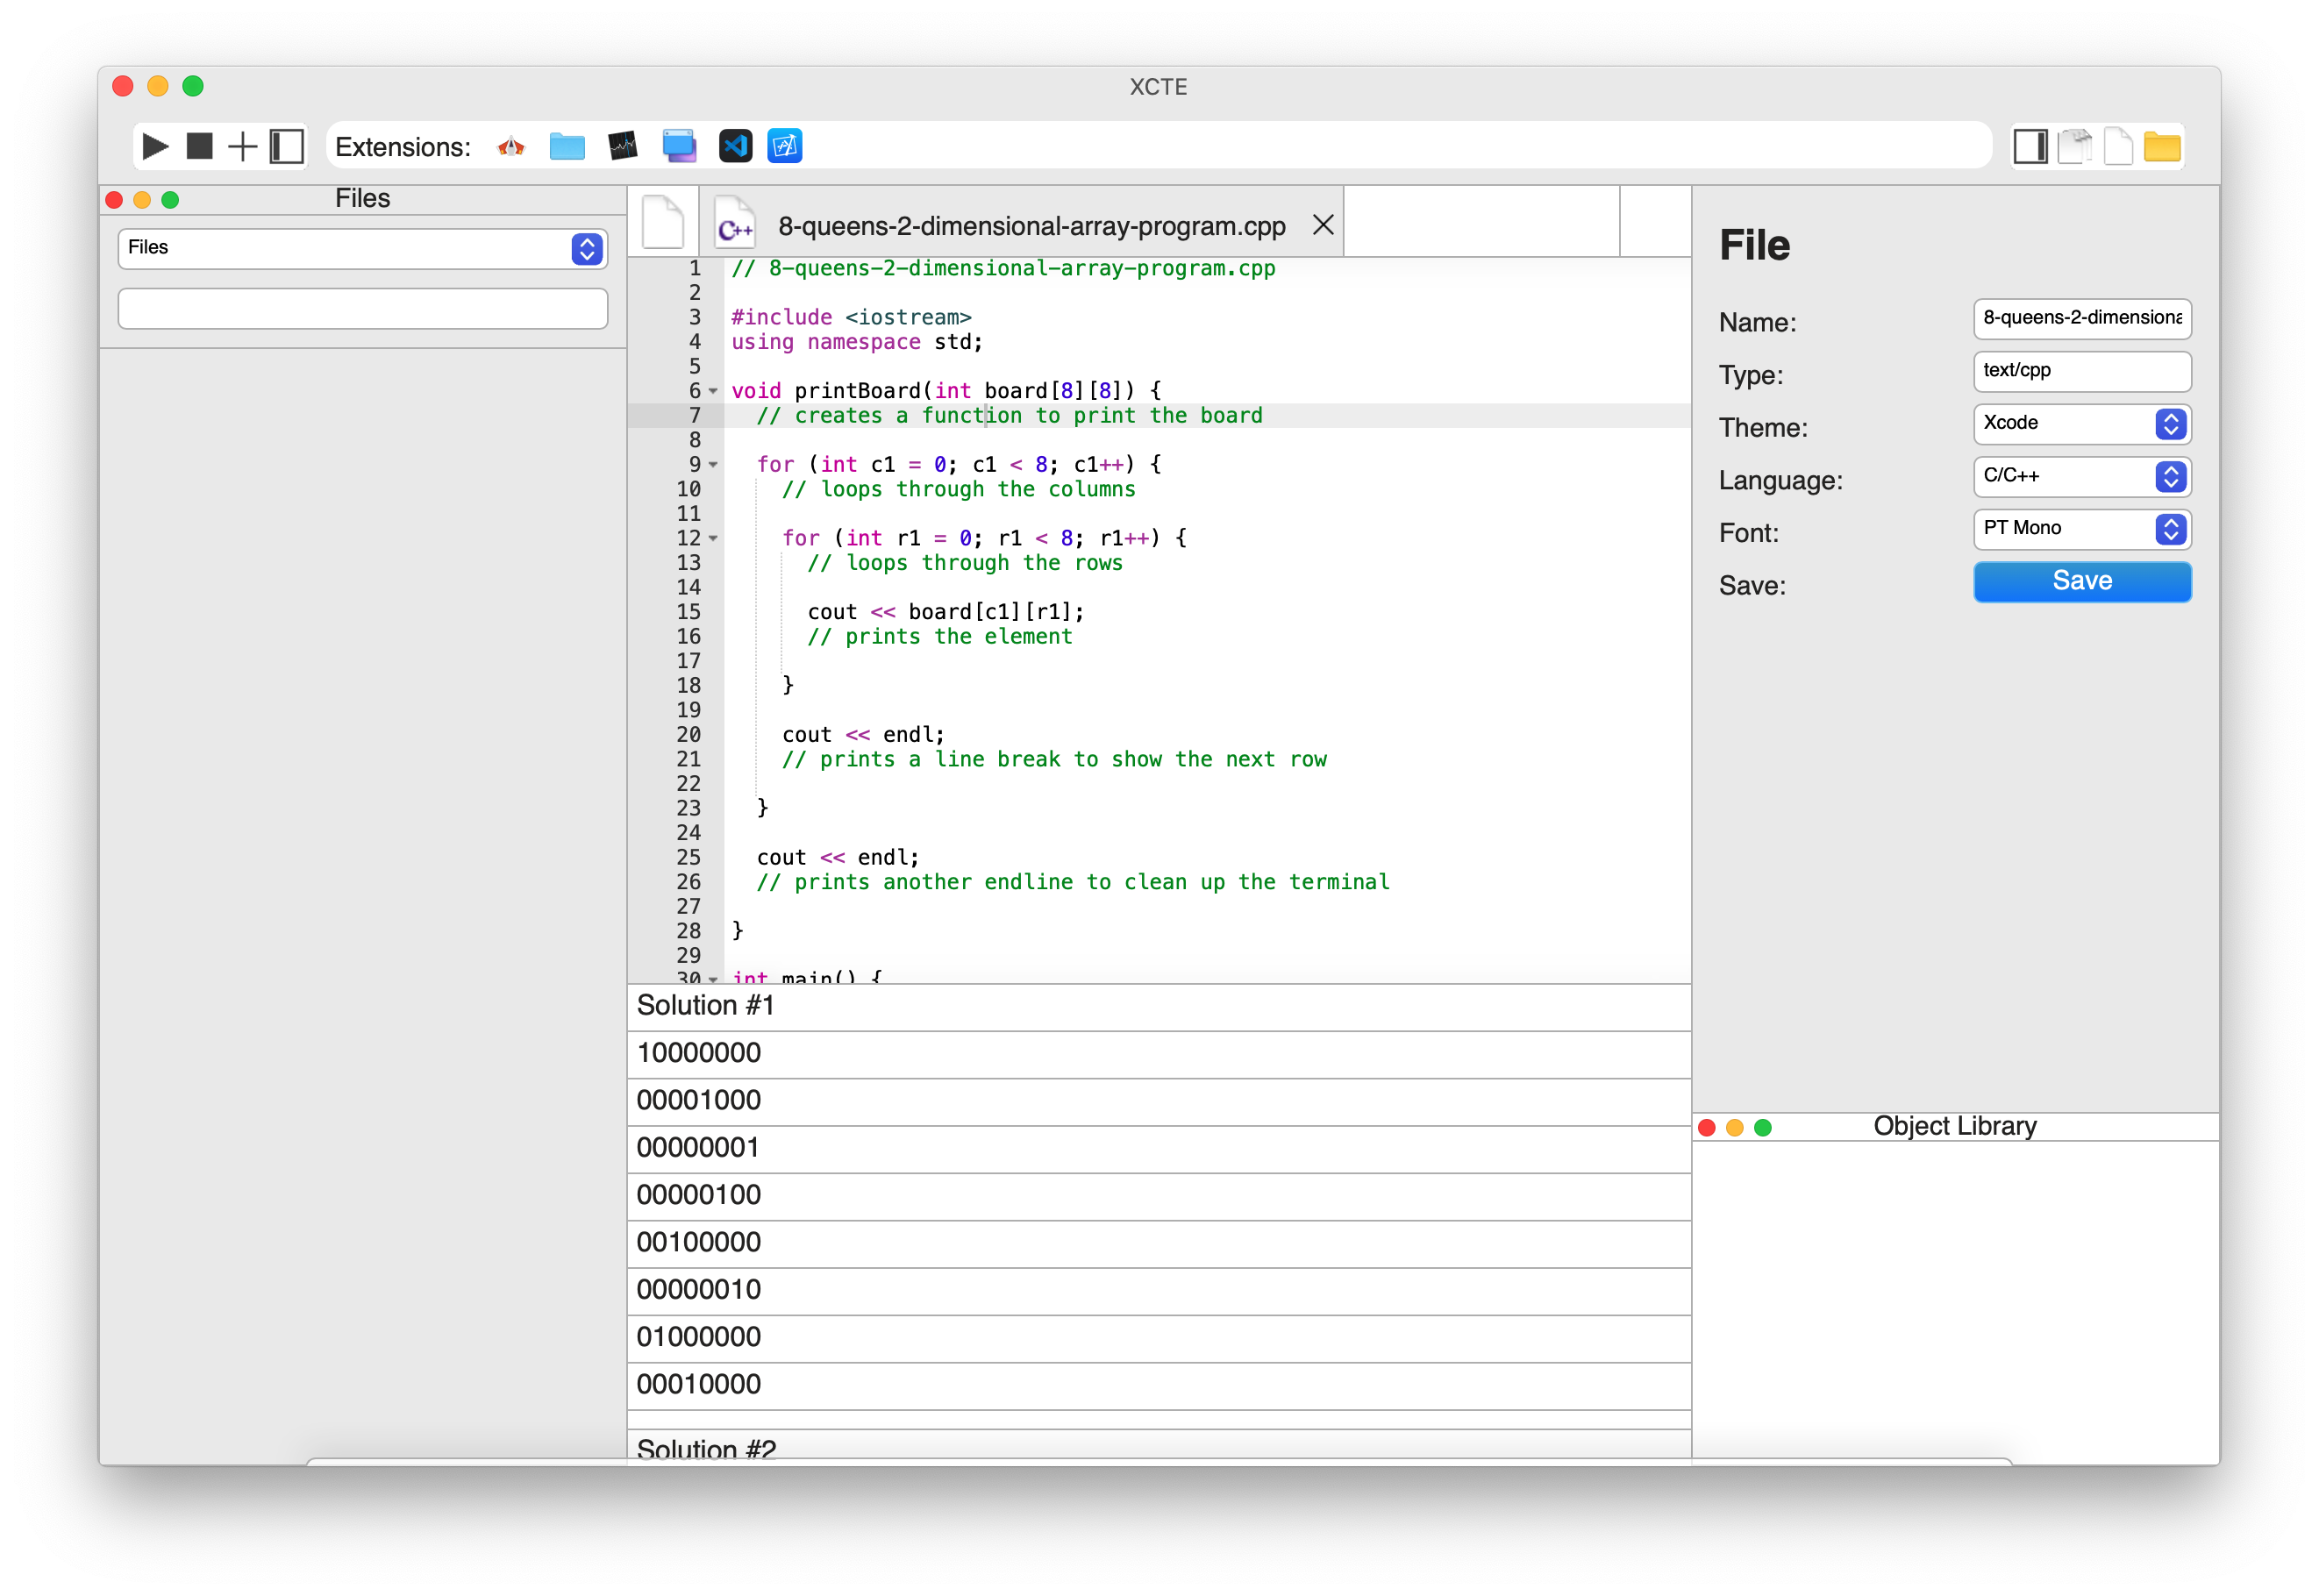 XCTE
Extensions:
Files
Files
C++ 8-queens-2-dimensional-array-program.cpp
1 // 8-queens-2-dimensional-array-program.cpp
2
3 #include <iostream>
4 using namespace std;
5
6 void printBoard(int board[8][8]) {
7 // creates a function to print the board
8
9 for (int c1 = 0; c1 < 8; c1++) {
10 // loops through the columns
11
12 for (int r1 = 0; r1 < 8; r1++) {
13 // loops through the rows
14
15 cout << board[c1][r1];
16 // prints the element
17
18 }
19
20 cout << endl;
21 // prints a line break to show the next row
22
23 }
24
25 cout << endl;
26 // prints another endline to clean up the terminal
27
28 }
29
30 int main() {
Solution #1
10000000
00001000
00000001
00000100
00100000
00000010
01000000
00010000
Solution #2
File
Name: 8-queens-2-dimensiona
Type: text/cpp
Theme: Xcode
Language: C/C++
Font: PT Mono
Save: Save
Object Library